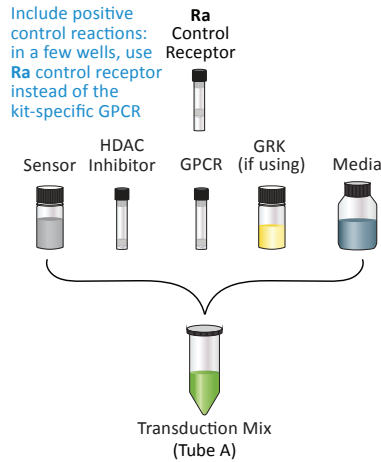 Include positive
control reactions:
in a few wells, use
Ra control receptor
instead of the
kit-specific GPCR
Ra
Control
Receptor
Sensor
HDAC
Inhibitor
GPCR
GRK
(if using)
Media
Transduction Mix
(Tube A)